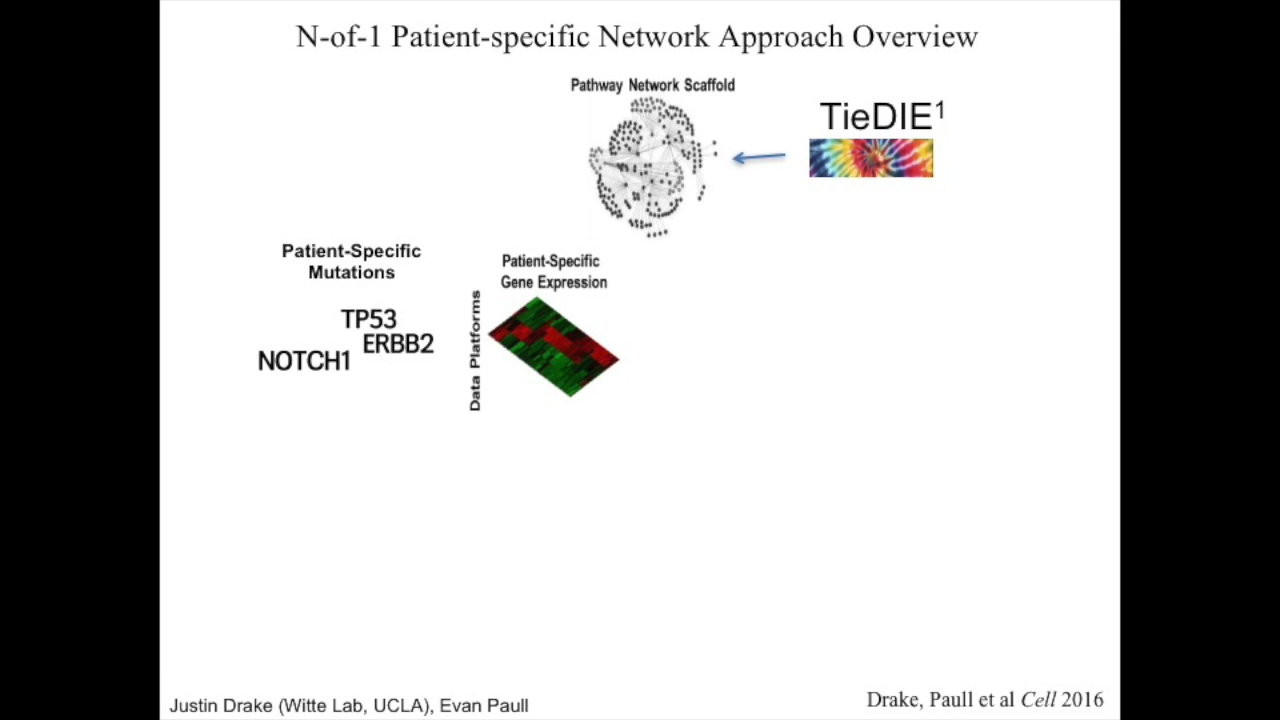 N-of-1 Patient-specific Network Approach Overview
Pathway Network Scaffold
TieDIE¹
Patient-Specific
Mutations
TP53
ERBB2
NOTCH1
Patient-Specific
Gene Expression
Data Platforms
Justin Drake (Witte Lab, UCLA), Evan Paull
Drake, Paull et al Cell 2016